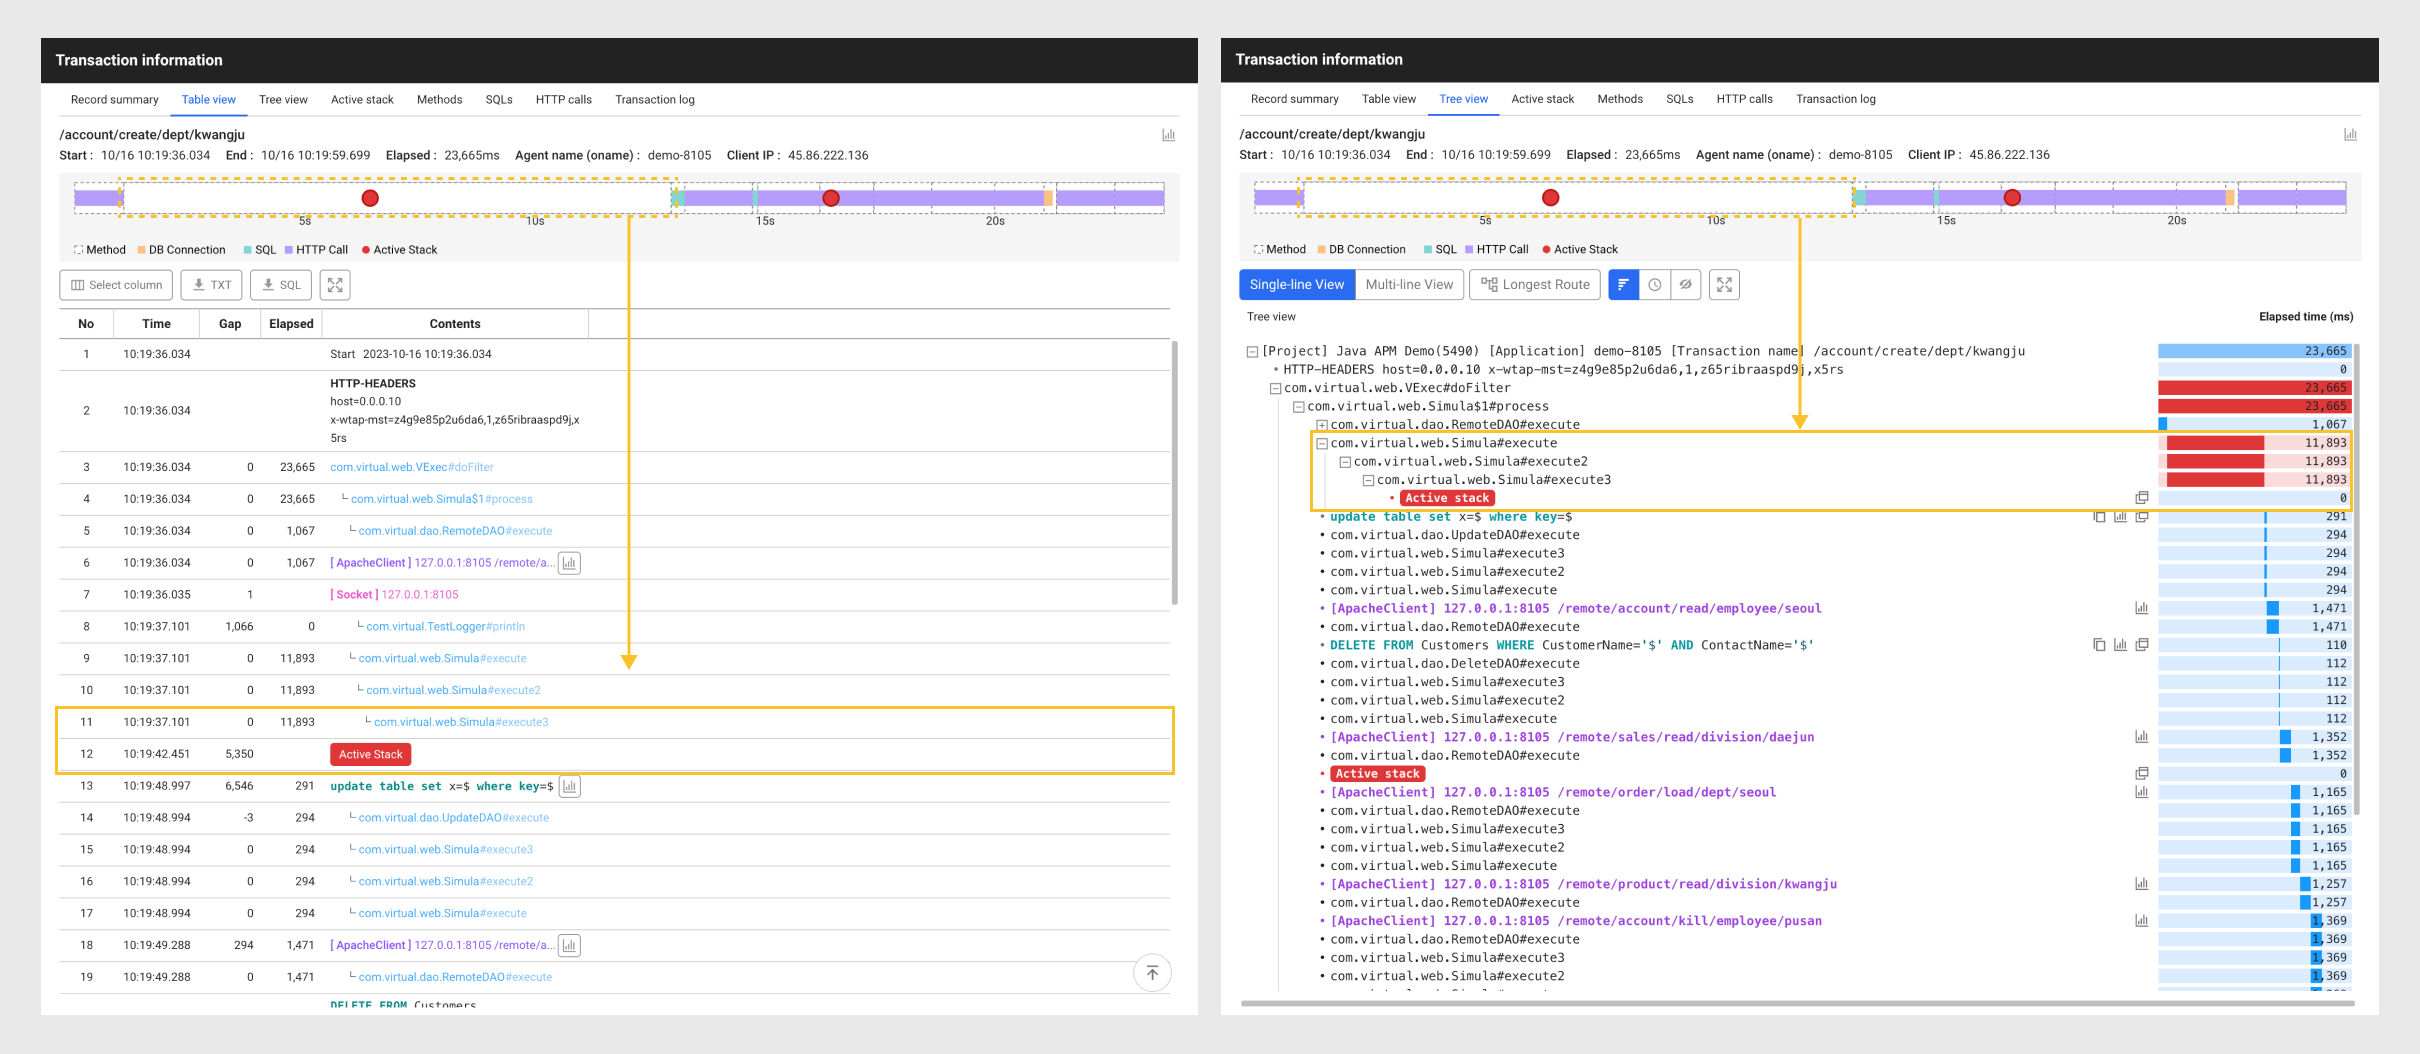 Transaction information
Record summary Table view Tree view Active stack Methods SQLs HTTP calls Transaction log
/account/create/dept/kwangju
Start : 10/16 10:19:36.034 End : 10/16 10:19:59.699 Elapsed : 23,665ms Agent name (oname) : demo-8105 Client IP : 45.86.222.136
5s 10s 15s 20s
Method DB Connection SQL HTTP Call Active Stack
Select column TXT SQL
No Time Gap Elapsed Contents
1 10:19:36.034 Start 2023-10-16 10:19:36.034
2 10:19:36.034 HTTP-HEADERS
host=0.0.0.10
x-wtap-mst=z4g9e85p2u6da6,1,z65ribraaspd9j,x
5rs
3 10:19:36.034 0 23,665 com.virtual.web.VExec#doFilter
4 10:19:36.034 0 23,665 com.virtual.web.Simula$1#process
5 10:19:36.034 0 1,067 com.virtual.dao.RemoteDAO#execute
6 10:19:36.034 0 1,067 [ ApacheClient ] 127.0.0.1:8105 /remote/a...
7 10:19:36.035 1 [ Socket ] 127.0.0.1:8105
8 10:19:37.101 1,066 0 com.virtual.TestLogger#println
9 10:19:37.101 0 11,893 com.virtual.web.Simula#execute
10 10:19:37.101 0 11,893 com.virtual.web.Simula#execute2
11 10:19:37.101 0 11,893 com.virtual.web.Simula#execute3
12 10:19:42.451 5,350 Active Stack
13 10:19:48.997 6,546 291 update table set x=$ where key=$
14 10:19:48.994 -3 294 com.virtual.dao.UpdateDAO#execute
15 10:19:48.994 0 294 com.virtual.web.Simula#execute3
16 10:19:48.994 0 294 com.virtual.web.Simula#execute2
17 10:19:48.994 0 294 com.virtual.web.Simula#execute
18 10:19:49.288 294 1,471 [ ApacheClient ] 127.0.0.1:8105 /remote/a...
19 10:19:49.288 0 1,471 com.virtual.dao.RemoteDAO#execute
DELETE FROM Customers
Transaction information
Record summary Table view Tree view Active stack Methods SQLs HTTP calls Transaction log
/account/create/dept/kwangju
Start : 10/16 10:19:36.034 End : 10/16 10:19:59.699 Elapsed : 23,665ms Agent name (oname) : demo-8105 Client IP : 45.86.222.136
5s 10s 15s 20s
Method DB Connection SQL HTTP Call Active Stack
Single-line View Multi-line View Longest Route
Tree view Elapsed time (ms)
[Project] Java APM Demo(5490) [Application] demo-8105 [Transaction name] /account/create/dept/kwangju 23,665
HTTP-HEADERS host=0.0.0.10 x-wtap-mst=z4g9e85p2u6da6,1,z65ribraaspd9j,x5rs 0
com.virtual.web.VExec#doFilter 23,665
com.virtual.web.Simula$1#process 23,665
com.virtual.dao.RemoteDAO#execute 1,067
com.virtual.web.Simula#execute 11,893
com.virtual.web.Simula#execute2 11,893
com.virtual.web.Simula#execute3 11,893
Active stack 0
update table set x=$ where key=$ 291
com.virtual.dao.UpdateDAO#execute 294
com.virtual.web.Simula#execute3 294
com.virtual.web.Simula#execute2 294
com.virtual.web.Simula#execute 294
[ApacheClient] 127.0.0.1:8105 /remote/account/read/employee/seoul 1,471
com.virtual.dao.RemoteDAO#execute 1,471
DELETE FROM Customers WHERE CustomerName='$' AND ContactName='$' 110
com.virtual.dao.DeleteDAO#execute 112
com.virtual.web.Simula#execute3 112
com.virtual.web.Simula#execute2 112
com.virtual.web.Simula#execute 112
[ApacheClient] 127.0.0.1:8105 /remote/sales/read/division/daejun 1,352
com.virtual.dao.RemoteDAO#execute 1,352
Active stack 0
[ApacheClient] 127.0.0.1:8105 /remote/order/load/dept/seoul 1,165
com.virtual.dao.RemoteDAO#execute 1,165
com.virtual.web.Simula#execute3 1,165
com.virtual.web.Simula#execute2 1,165
com.virtual.web.Simula#execute 1,165
[ApacheClient] 127.0.0.1:8105 /remote/product/read/division/kwangju 1,257
com.virtual.dao.RemoteDAO#execute 1,257
[ApacheClient] 127.0.0.1:8105 /remote/account/kill/employee/pusan 1,369
com.virtual.dao.RemoteDAO#execute 1,369
com.virtual.web.Simula#execute3 1,369
com.virtual.web.Simula#execute2 1,369